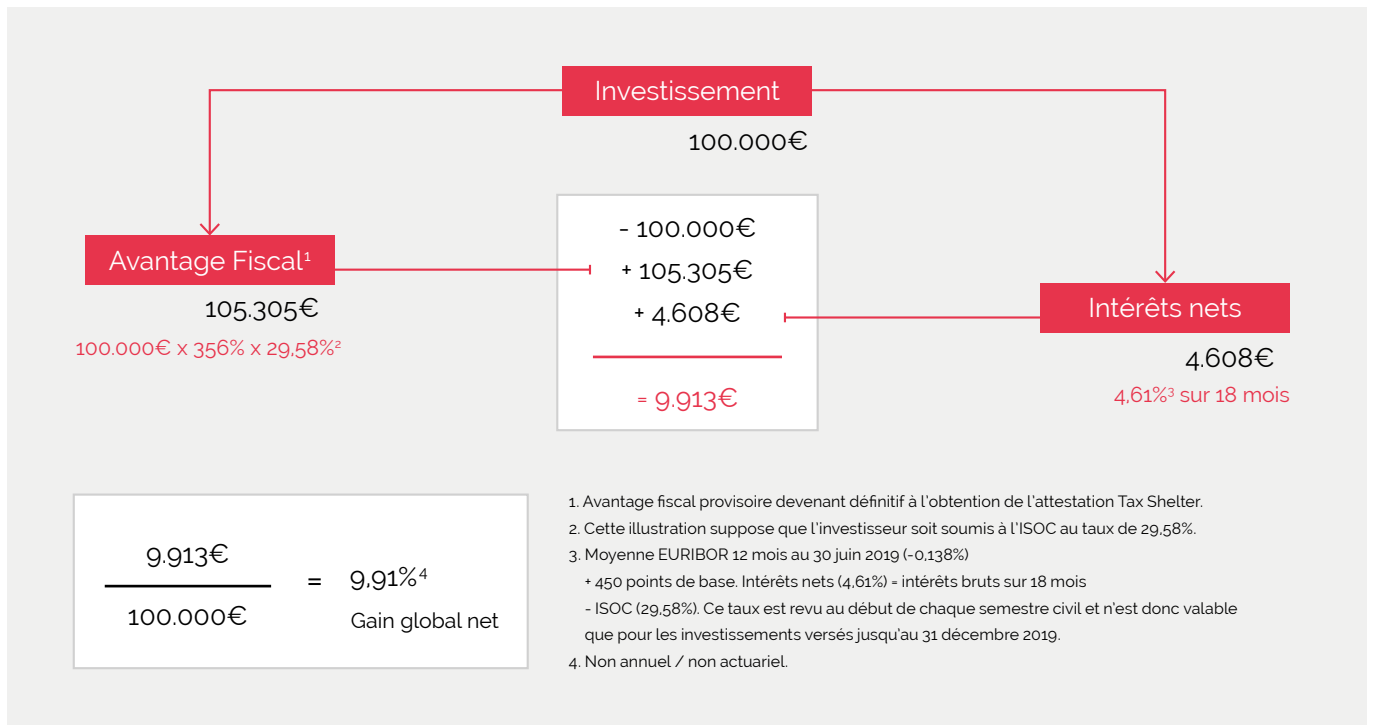 Investissement
100.000€
- 100.000€
+ 105.305€
+ 4.608€
= 9.913€
Avantage Fiscal¹
105.305€
100.000€ x 356% x 29,58%²
Intérêts nets
4.608€
4,61%³ sur 18 mois
9.913€
100.000€
= 9,91%⁴
Gain global net
1. Avantage fiscal provisoire devenant définitif à l'obtention de l'attestation Tax Shelter.
2. Cette illustration suppose que l'investisseur soit soumis à l'ISOC au taux de 29,58%.
3. Moyenne EURIBOR 12 mois au 30 juin 2019 (-0,138%)
+ 450 points de base. Intérêts nets (4,61%) = intérêts bruts sur 18 mois
- ISOC (29,58%). Ce taux est revu au début de chaque semestre civil et n'est donc valable
que pour les investissements versés jusqu'au 31 décembre 2019.
4. Non annuel / non actuariel.